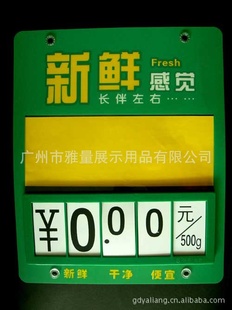 新鲜 Fresh 感觉
长伴左右……
广州市雅量展示用品有限公司
¥0.00 元/500g
新鲜 干净 便宜
gdyaliang.cn.alibaba.com